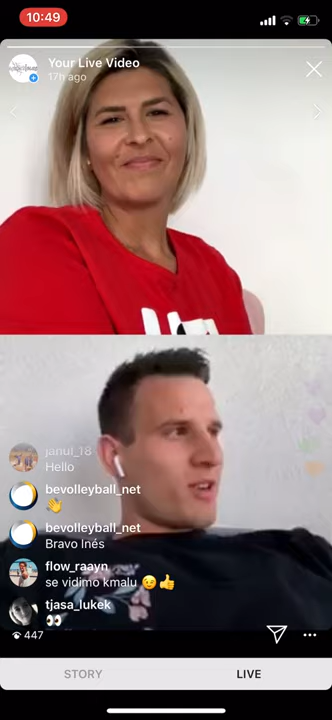 10:49
Your Live Video
17h ago
janul_18
Hello
bevolleyball_net
👋
bevolleyball_net
Bravo Inés
flow_raayn
se vidimo kmalu 😉👍
tjasa_lukek
👀
447
STORY
LIVE